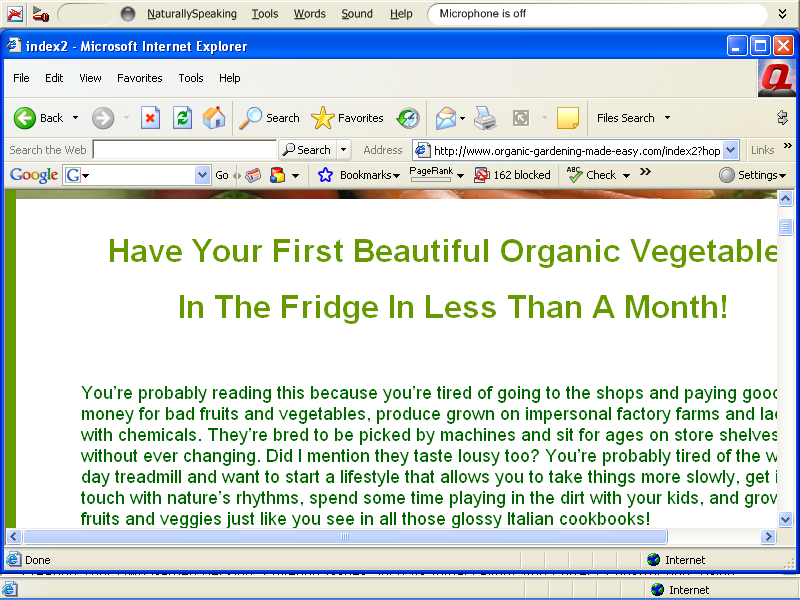 NaturallySpeaking Tools Words Sound Help Microphone is off
index2 - Microsoft Internet Explorer
File Edit View Favorites Tools Help
Back Search Favorites Files Search
Search the Web Search Address http://www.organic-gardening-made-easy.com/index2?hop Links
Google G Go Bookmarks PageRank 162 blocked ABC Check Settings
Have Your First Beautiful Organic Vegetable
In The Fridge In Less Than A Month!
You're probably reading this because you're tired of going to the shops and paying good
money for bad fruits and vegetables, produce grown on impersonal factory farms and la
with chemicals. They're bred to be picked by machines and sit for ages on store shelves
without ever changing. Did I mention they taste lousy too? You're probably tired of the w
day treadmill and want to start a lifestyle that allows you to take things more slowly, get i
touch with nature's rhythms, spend some time playing in the dirt with your kids, and grow
fruits and veggies just like you see in all those glossy Italian cookbooks!
Done Internet
Internet